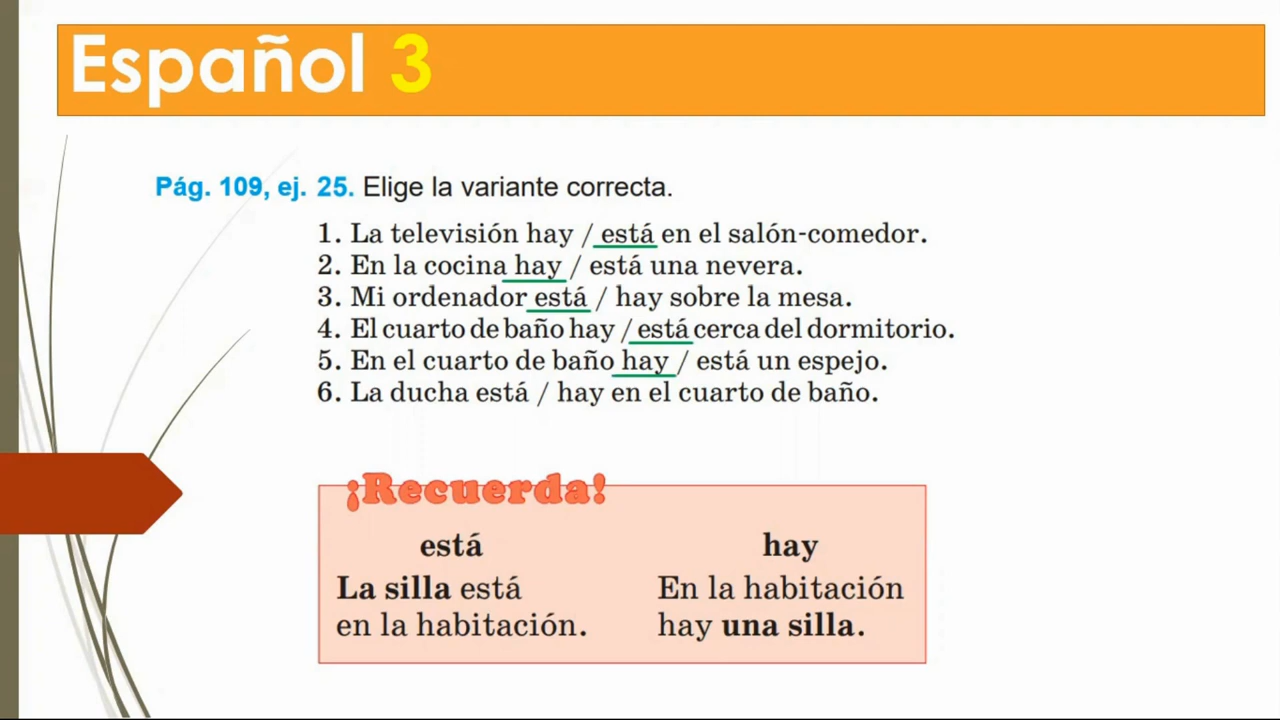 Español 3
Pág. 109, ej. 25. Elige la variante correcta.
1. La televisión hay / está en el salón-comedor.
2. En la cocina hay / está una nevera.
3. Mi ordenador está / hay sobre la mesa.
4. El cuarto de baño hay / está cerca del dormitorio.
5. En el cuarto de baño hay / está un espejo.
6. La ducha está / hay en el cuarto de baño.
¡Recuerda!
está
La silla está
en la habitación.
hay
En la habitación
hay una silla.